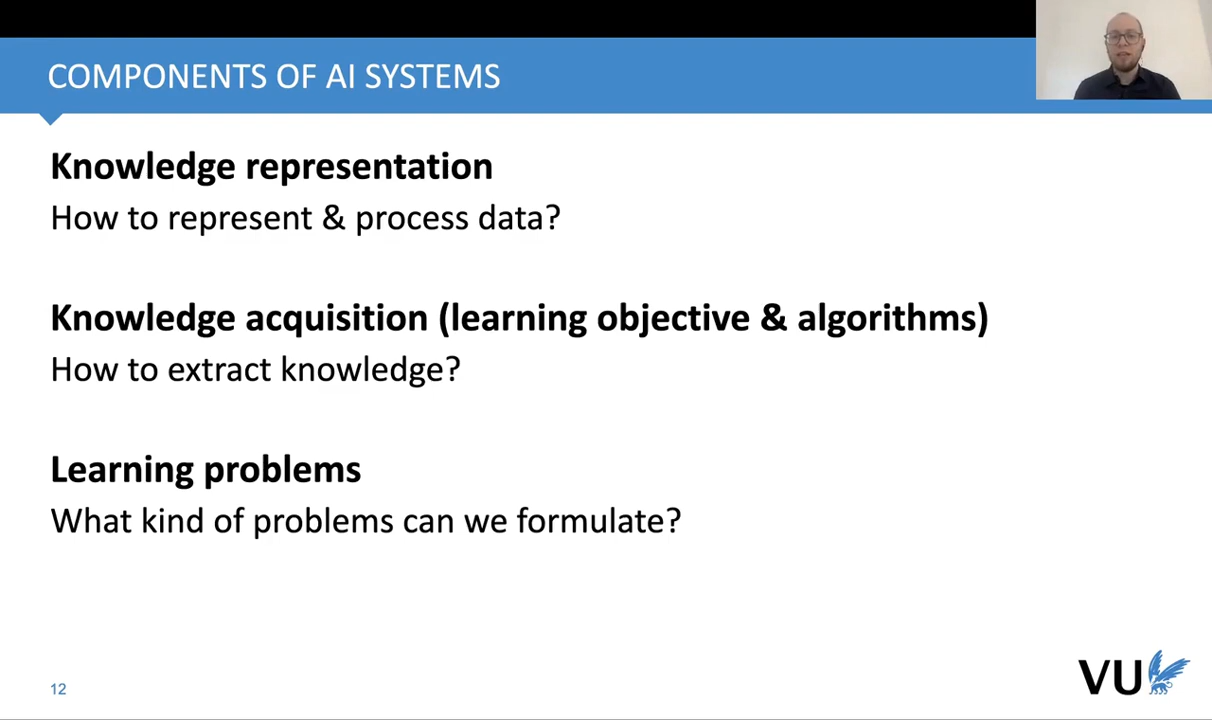 COMPONENTS OF AI SYSTEMS
Knowledge representation
How to represent & process data?
Knowledge acquisition (learning objective & algorithms)
How to extract knowledge?
Learning problems
What kind of problems can we formulate?
12
VU